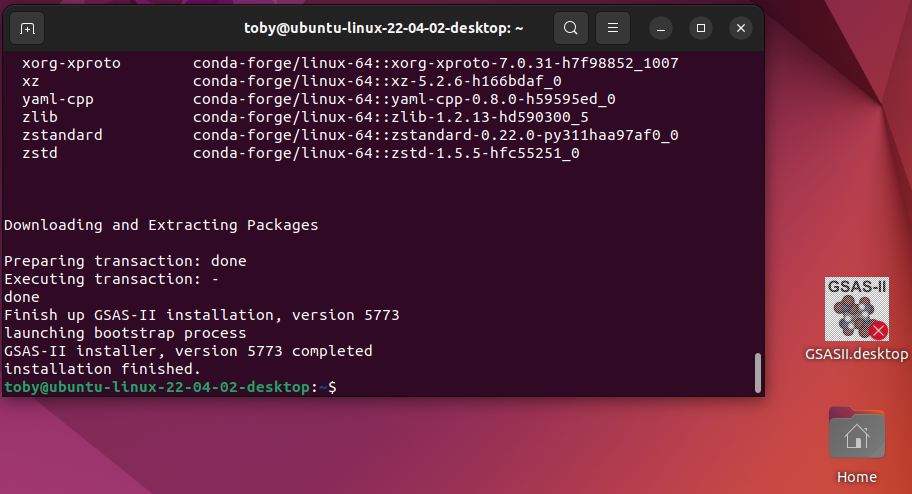 toby@ubuntu-linux-22-04-02-desktop: ~
xorg-xproto conda-forge/linux-64::xorg-xproto-7.0.31-h7f98852_1007
xz conda-forge/linux-64::xz-5.2.6-h166bdaf_0
yaml-cpp conda-forge/linux-64::yaml-cpp-0.8.0-h59595ed_0
zlib conda-forge/linux-64::zlib-1.2.13-hd590300_5
zstandard conda-forge/linux-64::zstandard-0.22.0-py311haa97af0_0
zstd conda-forge/linux-64::zstd-1.5.5-hfc55251_0
Downloading and Extracting Packages
Preparing transaction: done
Executing transaction: -
done
Finish up GSAS-II installation, version 5773
launching bootstrap process
GSAS-II installer, version 5773 completed
installation finished.
toby@ubuntu-linux-22-04-02-desktop:~$
GSAS-II
GSASII.desktop
Home